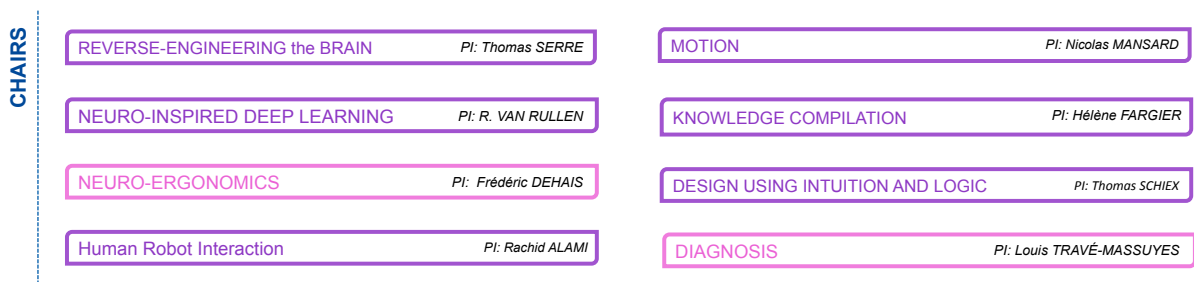 CHAIRS
REVERSE-ENGINEERING the BRAIN PI: Thomas SERRE
NEURO-INSPIRED DEEP LEARNING PI: R. VAN RULLEN
NEURO-ERGONOMICS PI: Frédéric DEHAIS
Human Robot Interaction PI: Rachid ALAMI
MOTION PI: Nicolas MANSARD
KNOWLEDGE COMPILATION PI: Hélène FARGIER
DESIGN USING INTUITION AND LOGIC PI: Thomas SCHIEX
DIAGNOSIS PI: Louis TRAVÉ-MASSUYES